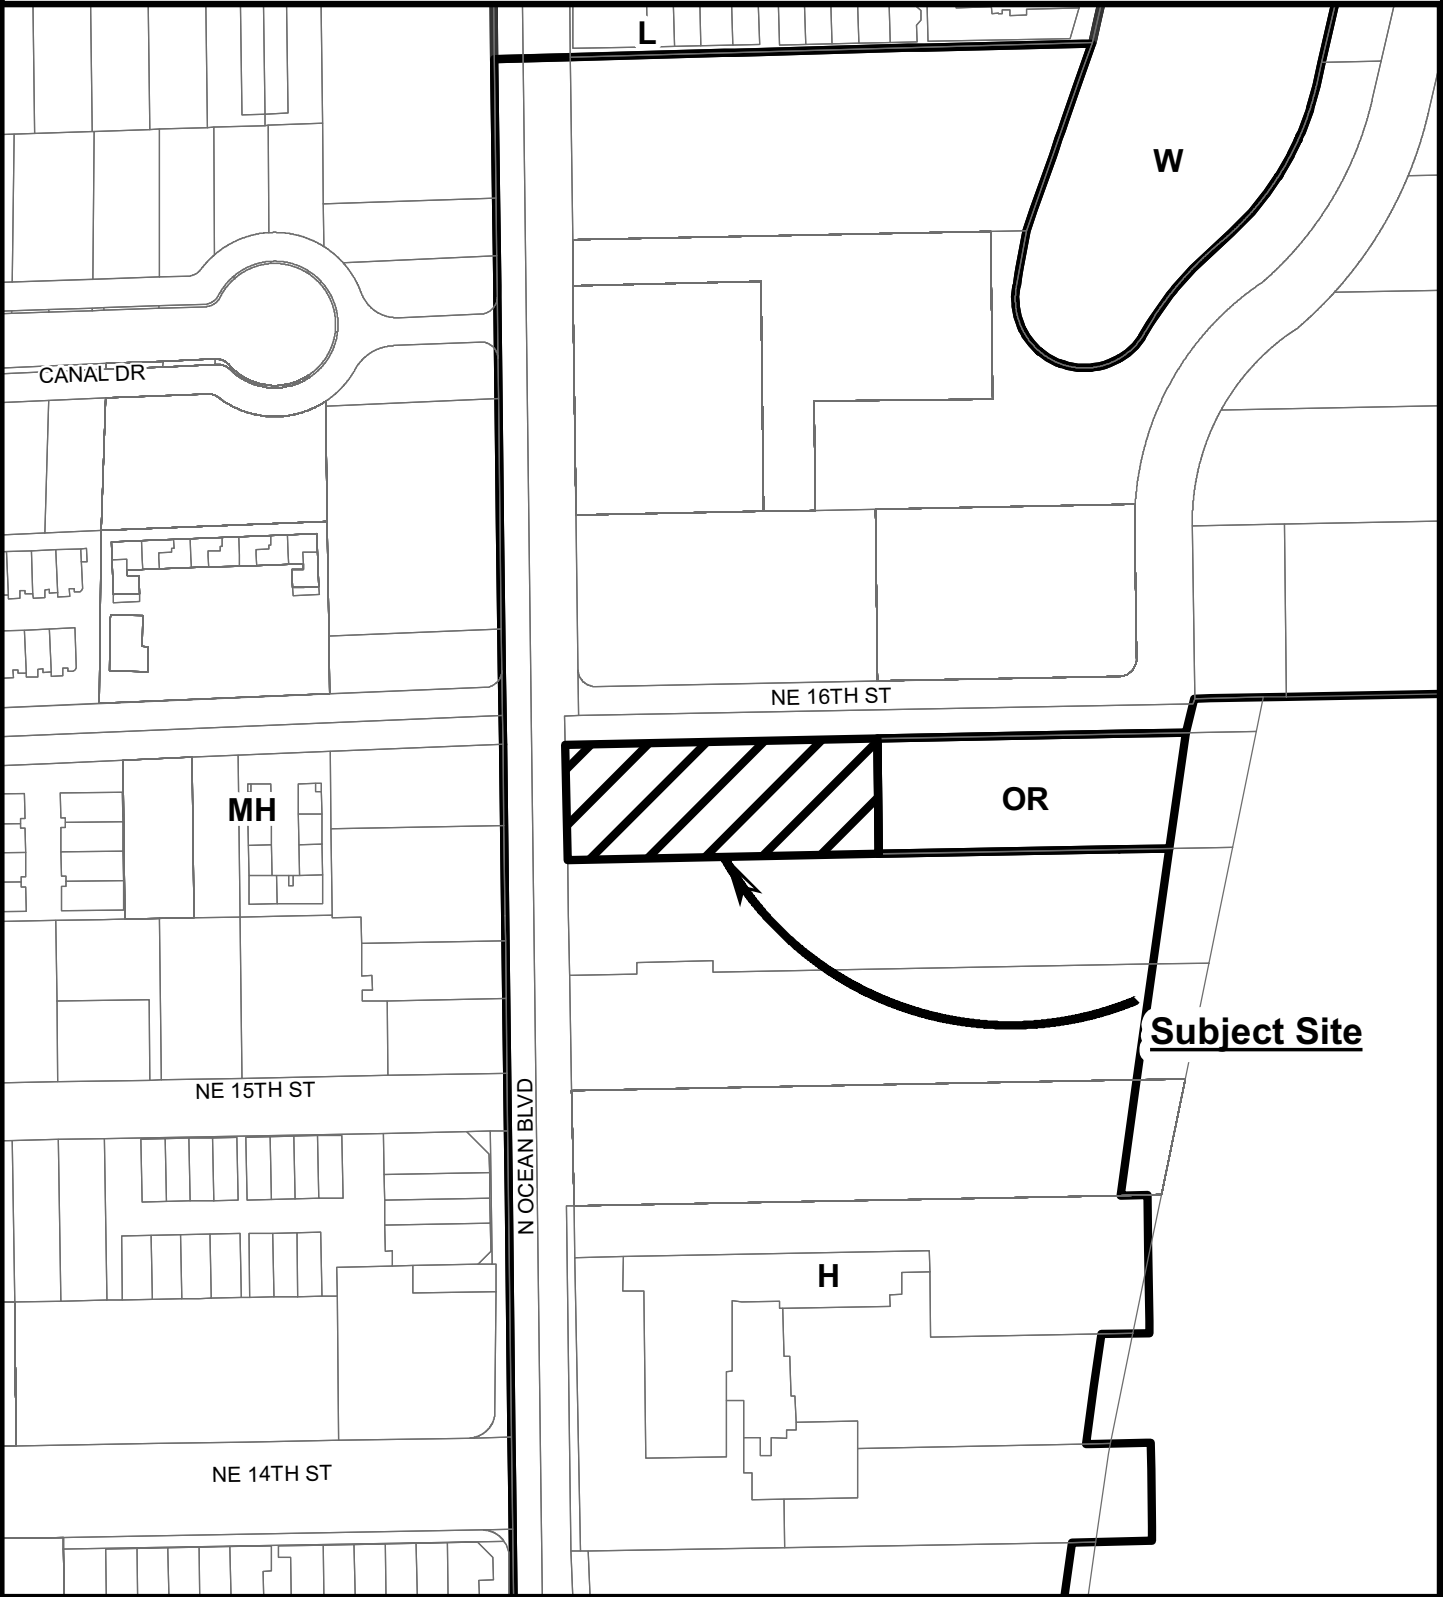 L
W
CANAL DR
NE 16TH ST
OR
MH
Subject Site
NE 15TH ST
N OCEAN BLVD
H
NE 14TH ST